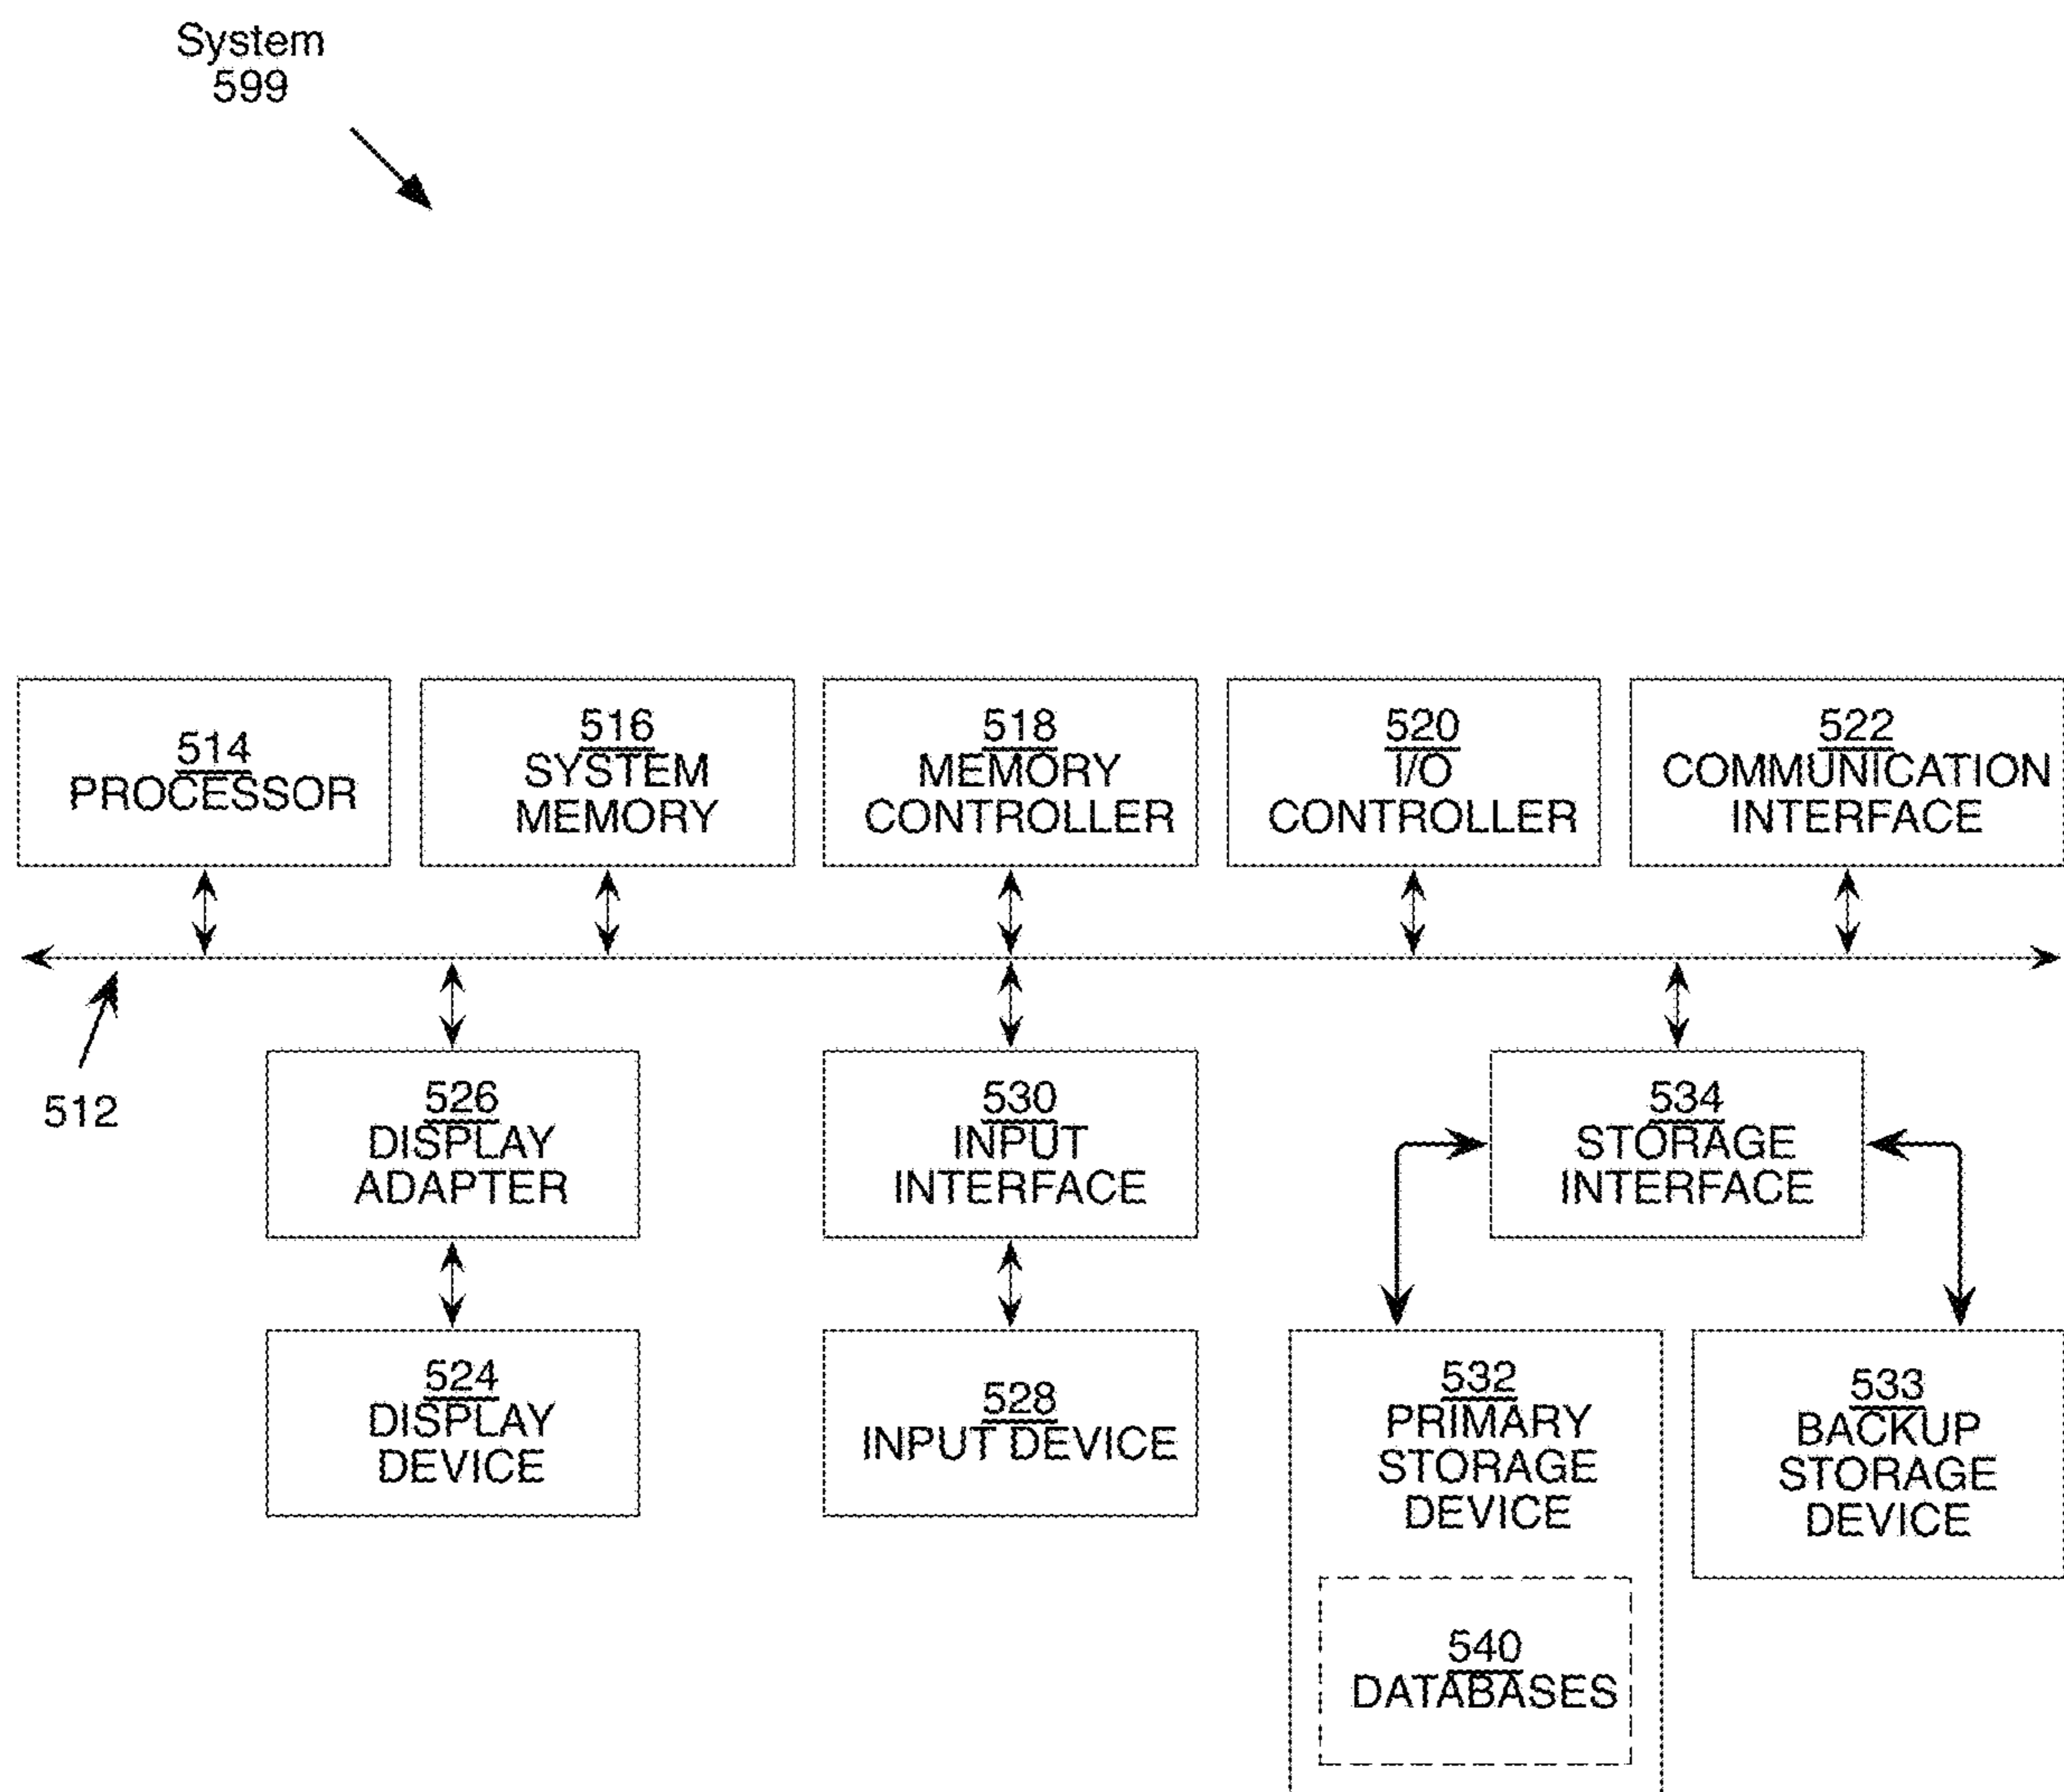 System
599
514
PROCESSOR
516
SYSTEM
MEMORY
518
MEMORY
CONTROLLER
520
I/O
CONTROLLER
522
COMMUNICATION
INTERFACE
512
526
DISPLAY
ADAPTER
530
INPUT
INTERFACE
534
STORAGE
INTERFACE
524
DISPLAY
DEVICE
528
INPUT DEVICE
532
PRIMARY
STORAGE
DEVICE
533
BACKUP
STORAGE
DEVICE
540
DATABASES